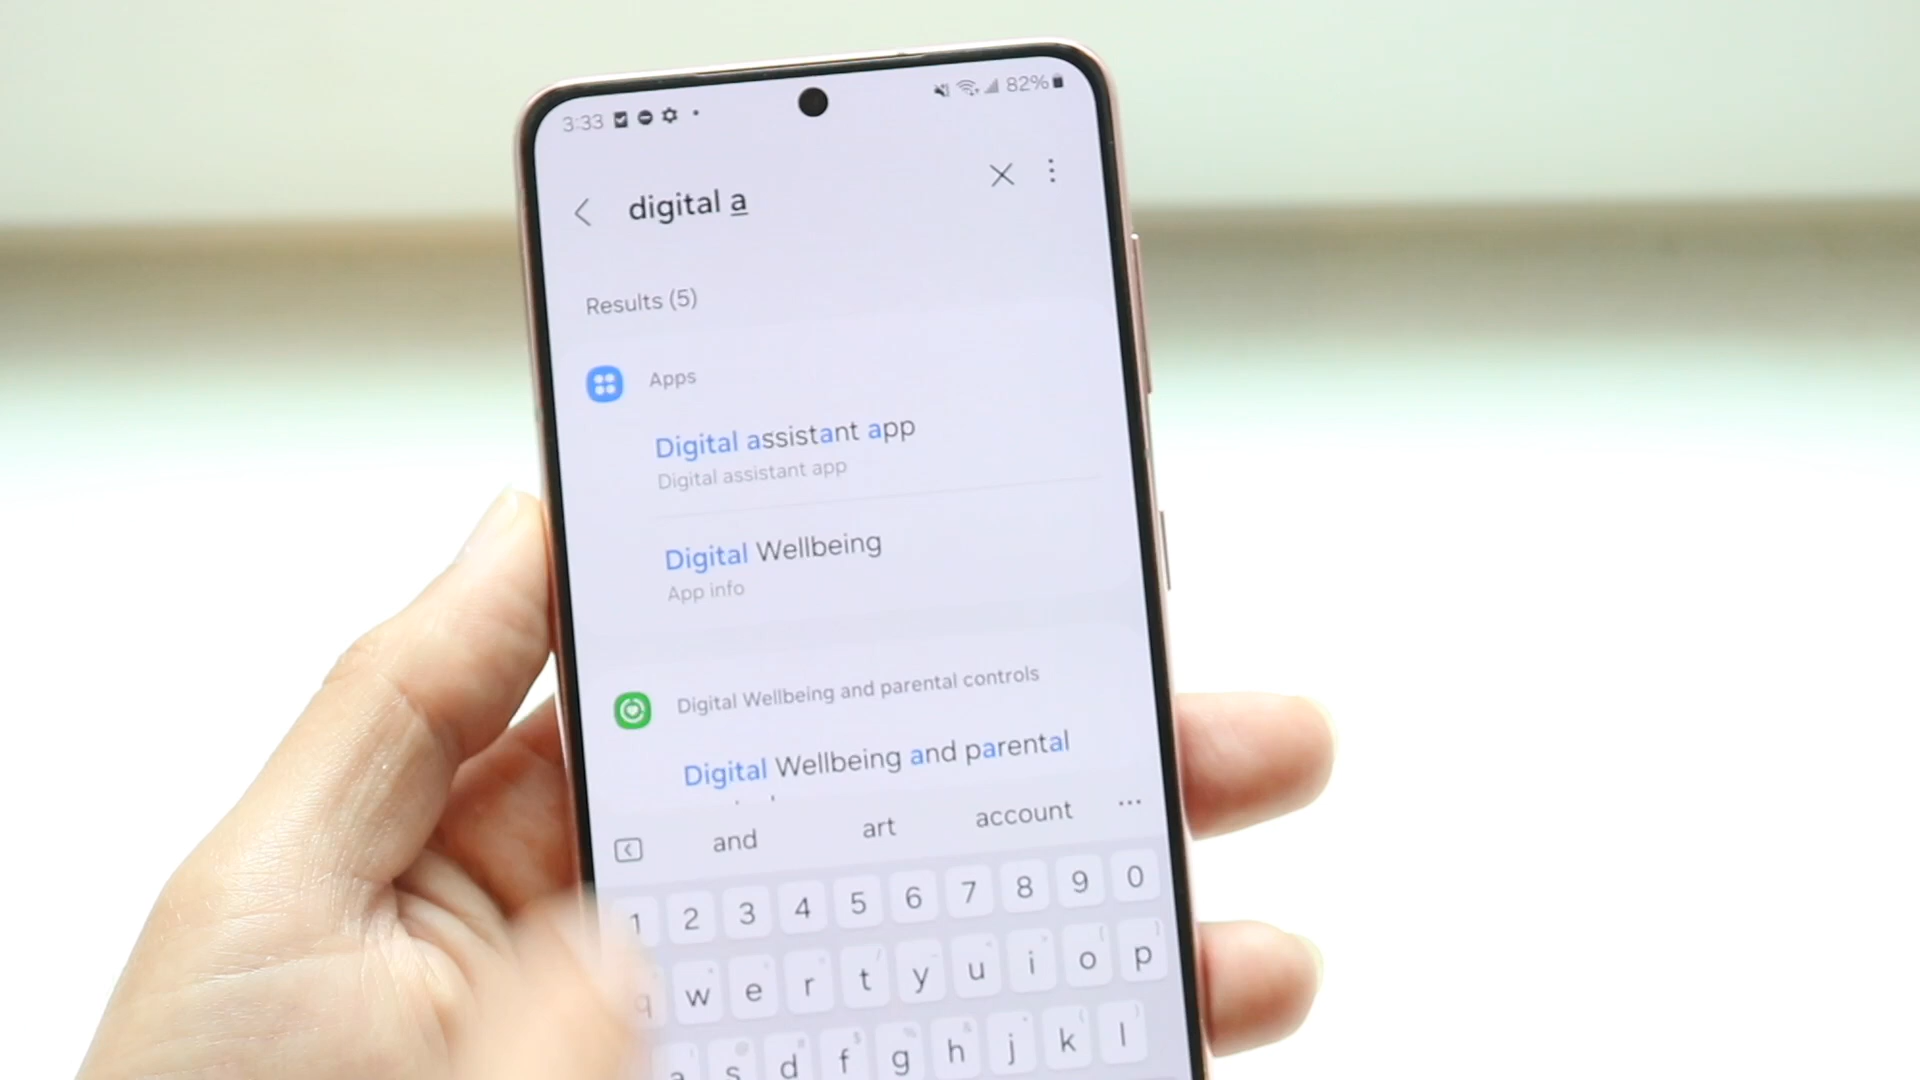 3:33 82%
digital a
Results (5)
Apps
Digital assistant app
Digital assistant app
Digital Wellbeing
App info
Digital Wellbeing and parental controls
Digital Wellbeing and parental
and art account ...
1 2 3 4 5 6 7 8 9 0
q w e r t y u i o p
a s d f g h j k l